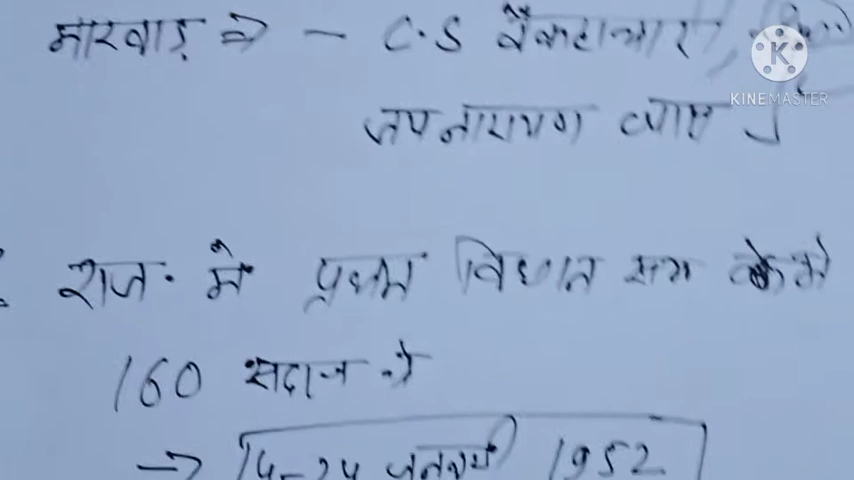 मारवाड़ => - C.S वैंकटाचार,
KINEMASTER
जयनारायण व्यास
राज. में प्रथम विधान सभा
160 सदस्य थे
→ 4-24 जनवरी 1952